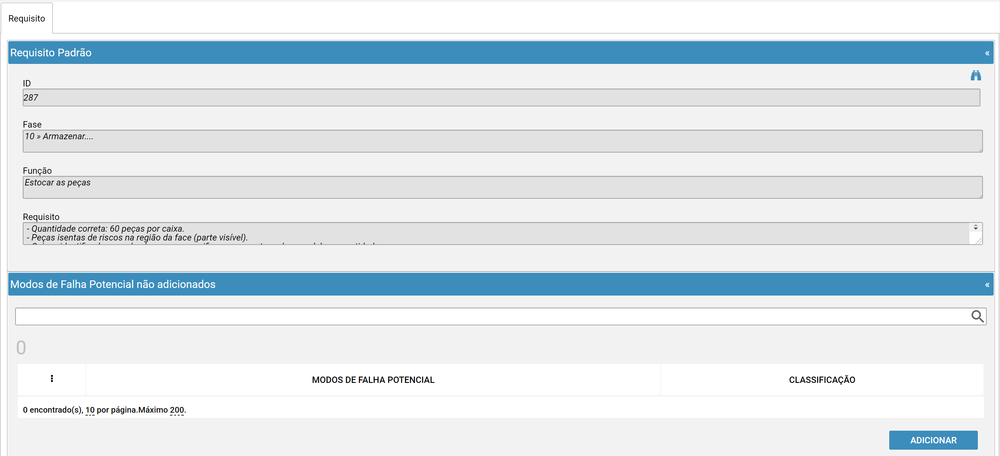 Requisito
Requisito Padrão
«
ID
287
Fase
10 » Armazenar....
Função
Estocar as peças
Requisito
- Quantidade correta: 60 peças por caixa.
- Peças isentas de riscos na região da face (parte visível).
Modos de Falha Potencial não adicionados
«
0
MODOS DE FALHA POTENCIAL CLASSIFICAÇÃO
0 encontrado(s), 10 por página.Máximo 200.
ADICIONAR